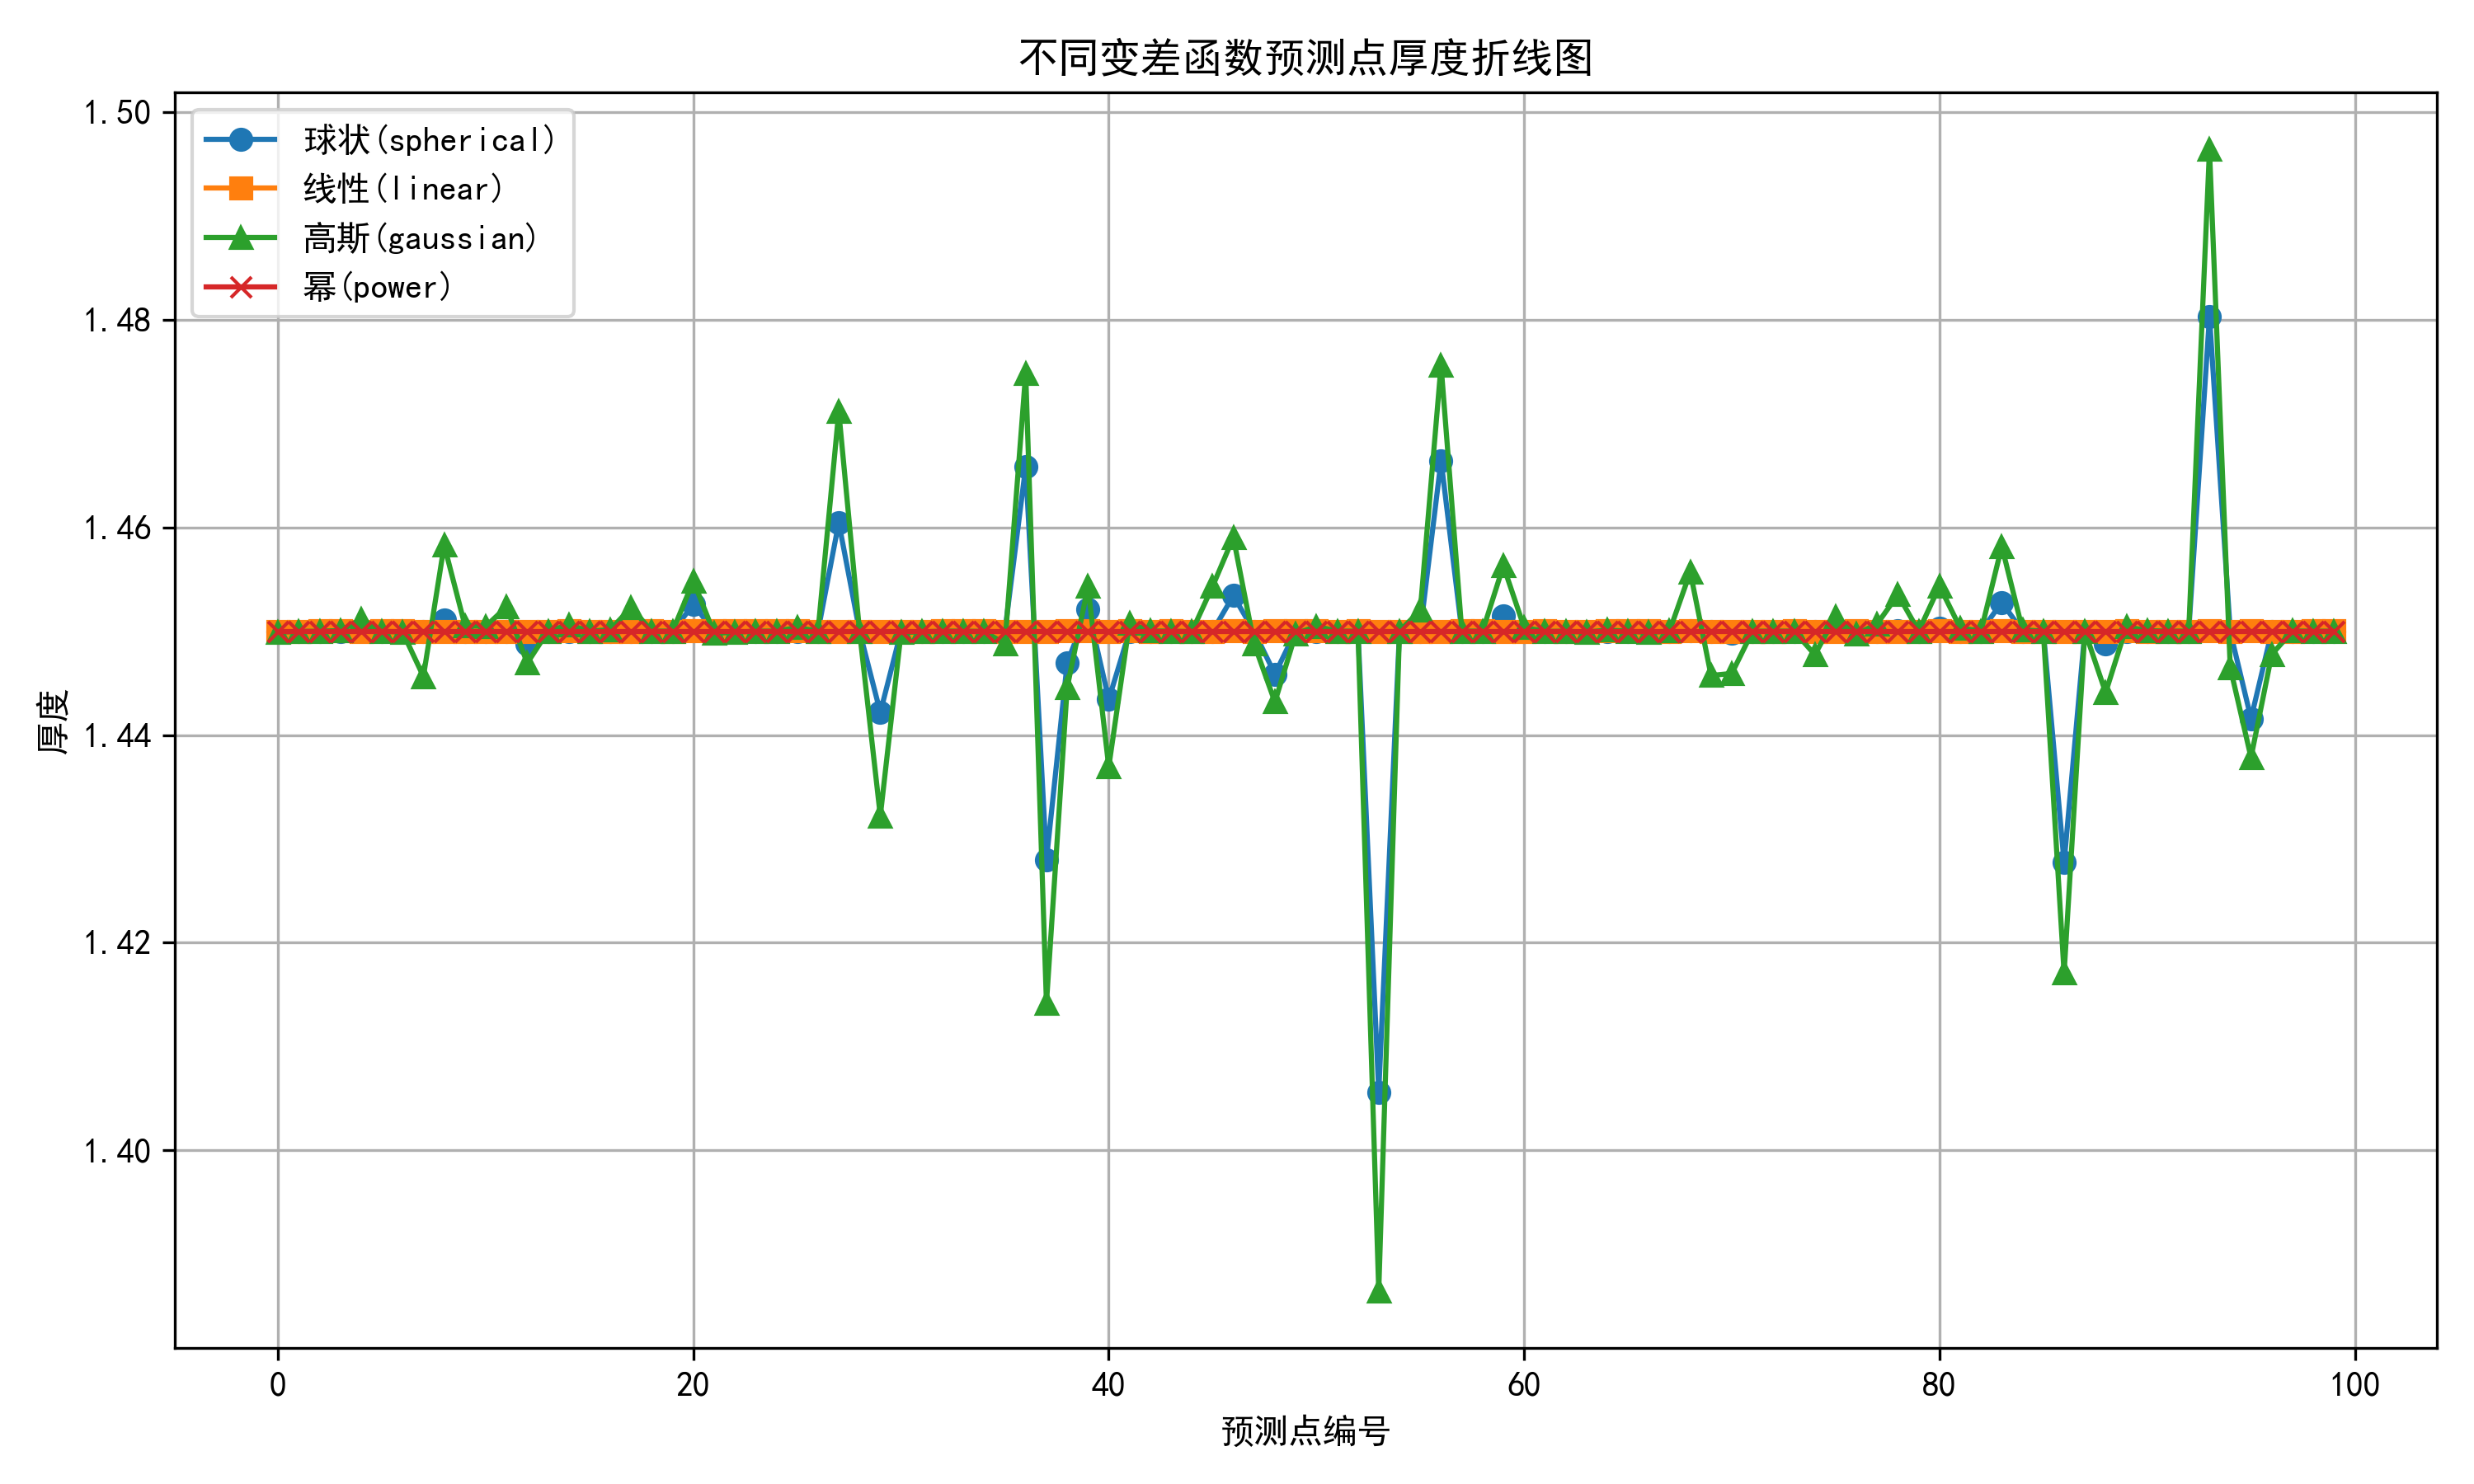 不同变差函数预测点厚度折线图
球状(spherical)
线性(linear)
高斯(gaussian)
幂(power)
厚度
1.50
1.48
1.46
1.44
1.42
1.40
0 20 40 60 80 100
预测点编号